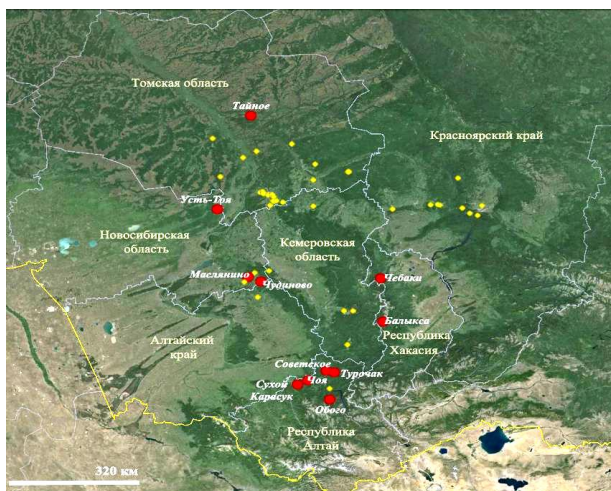 Томская область
Тайное
Красноярский край
Усть-Тоя
Новосибирская
область
Кемеровская
область
Маслянино
Чудиново
Чебаки
Балыкса
Республика
Хакасия
Алтайский
край
Советское
Турочак
Чоя
Сухой
Карасук
Обого
Республика
Алтай
320 км